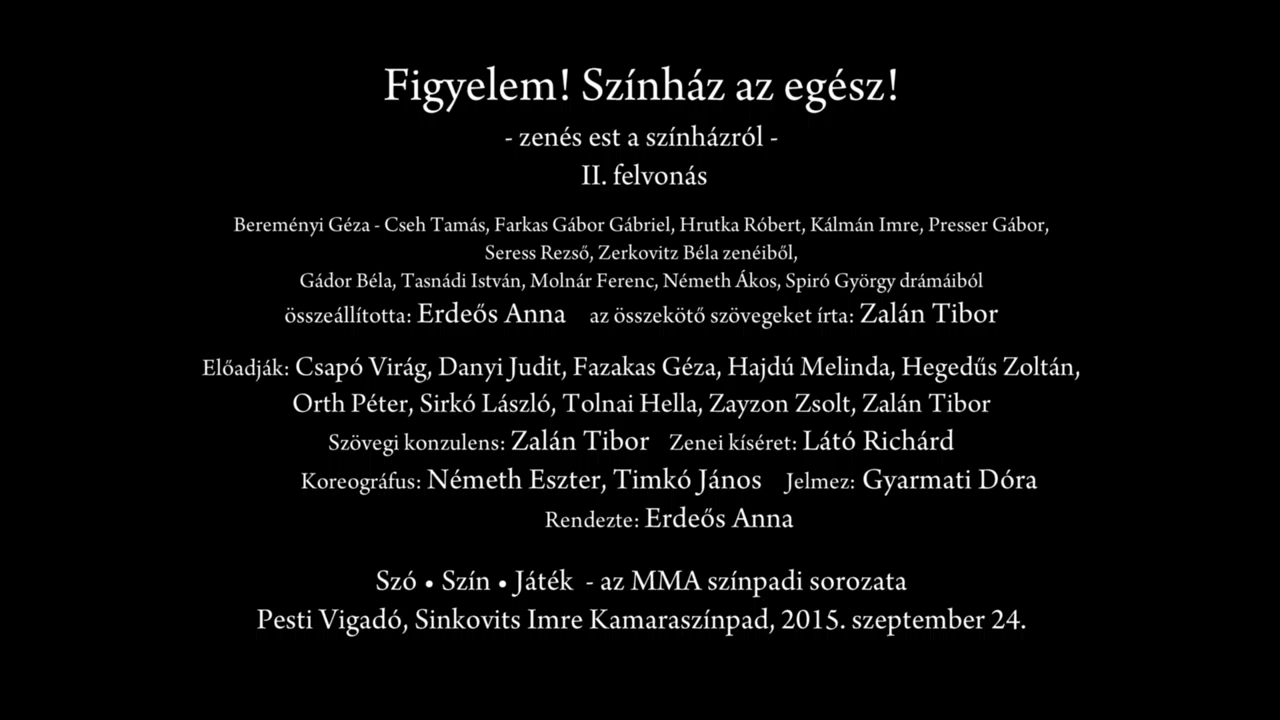 Figyelem! Színház az egész!
- zenés est a színházról -
II. felvonás
Bereményi Géza - Cseh Tamás, Farkas Gábor Gábriel, Hrutka Róbert, Kálmán Imre, Presser Gábor,
Seress Rezső, Zerkovitz Béla zenéiből,
Gádor Béla, Tasnádi István, Molnár Ferenc, Németh Ákos, Spiró György drámáiból
összeállította: Erdeős Anna az összekötő szövegeket írta: Zalán Tibor
Előadják: Csapó Virág, Danyi Judit, Fazakas Géza, Hajdú Melinda, Hegedűs Zoltán,
Orth Péter, Sirkó László, Tolnai Hella, Zayzon Zsolt, Zalán Tibor
Szövegi konzulens: Zalán Tibor Zenei kíséret: Látó Richárd
Koreográfus: Németh Eszter, Timkó János Jelmez: Gyarmati Dóra
Rendezte: Erdeős Anna
Szó • Szín • Játék - az MMA színpadi sorozata
Pesti Vigadó, Sinkovits Imre Kamaraszínpad, 2015. szeptember 24.